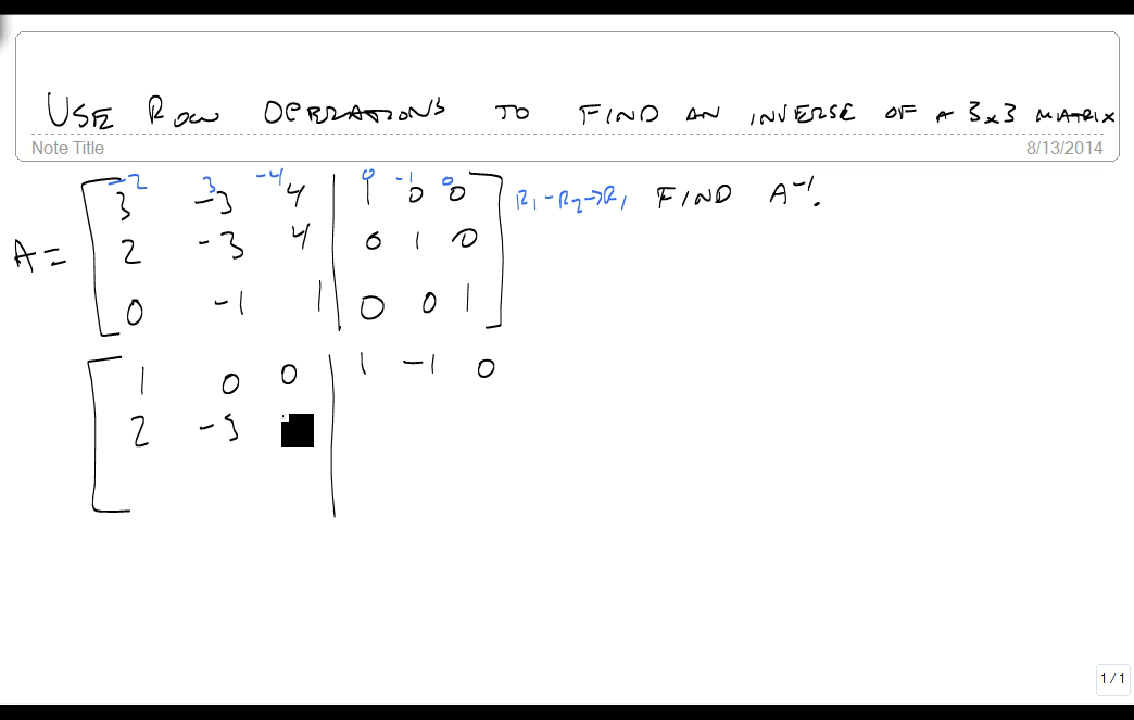 USE ROW OPERATIONS TO FIND AN INVERSE OF A 3x3 MATRIX
Note Title 8/13/2014
-2 3 -4 0 -1 0
3 -3 4 | 1 0 0 R1-R2→R1 FIND A-1.
A= 2 -3 4 | 0 1 0
0 -1 1 | 0 0 1
1 0 0 | 1 -1 0
2 -3
1/1